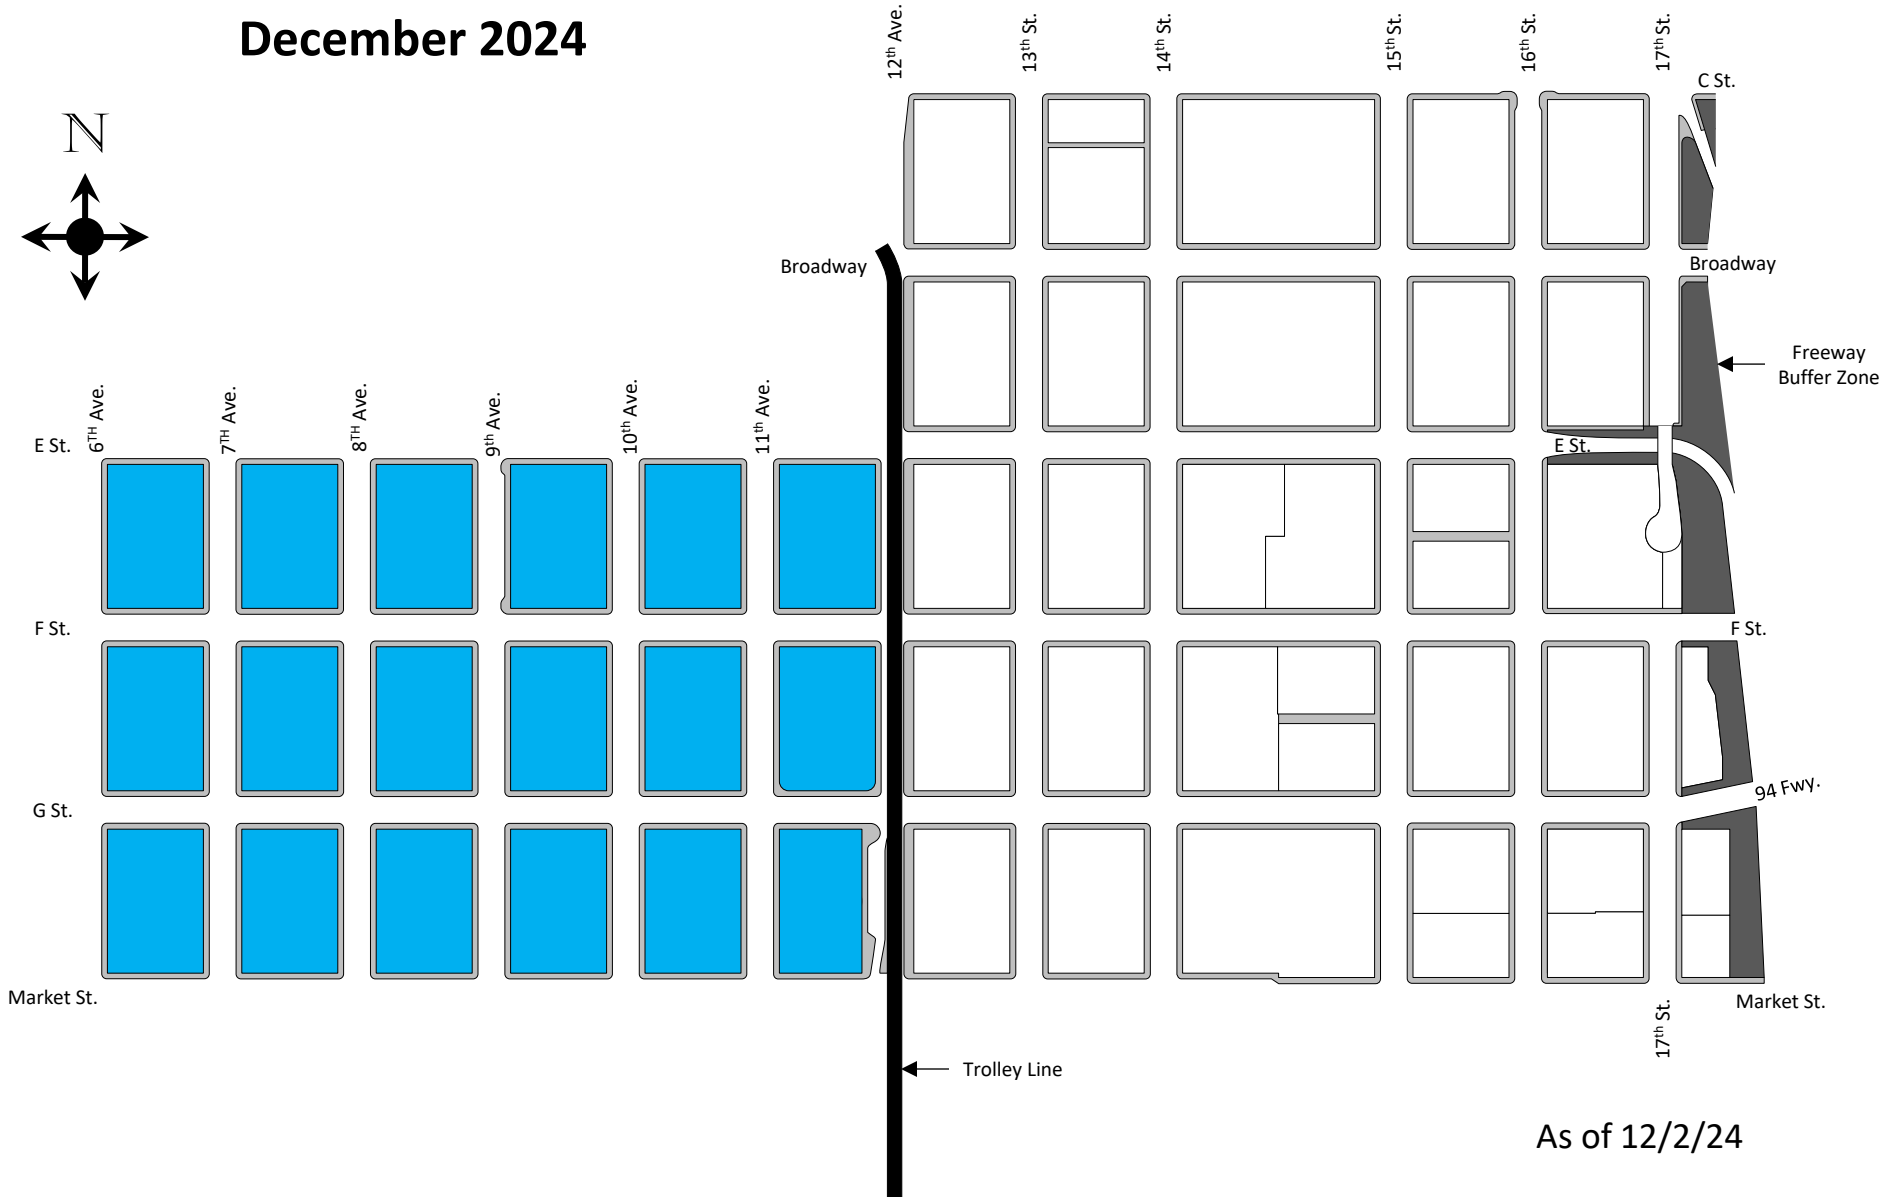 December 2024
12th Ave.
13th St.
14th St.
15th St.
16th St.
17th St.
C St.
N
Broadway
Broadway
Freeway
Buffer Zone
6TH Ave.
7TH Ave.
8TH Ave.
9th Ave.
10th Ave.
11th Ave.
E St.
E St.
F St.
F St.
94 Fwy.
G St.
Market St.
Market St.
17th St.
Trolley Line
As of 12/2/24